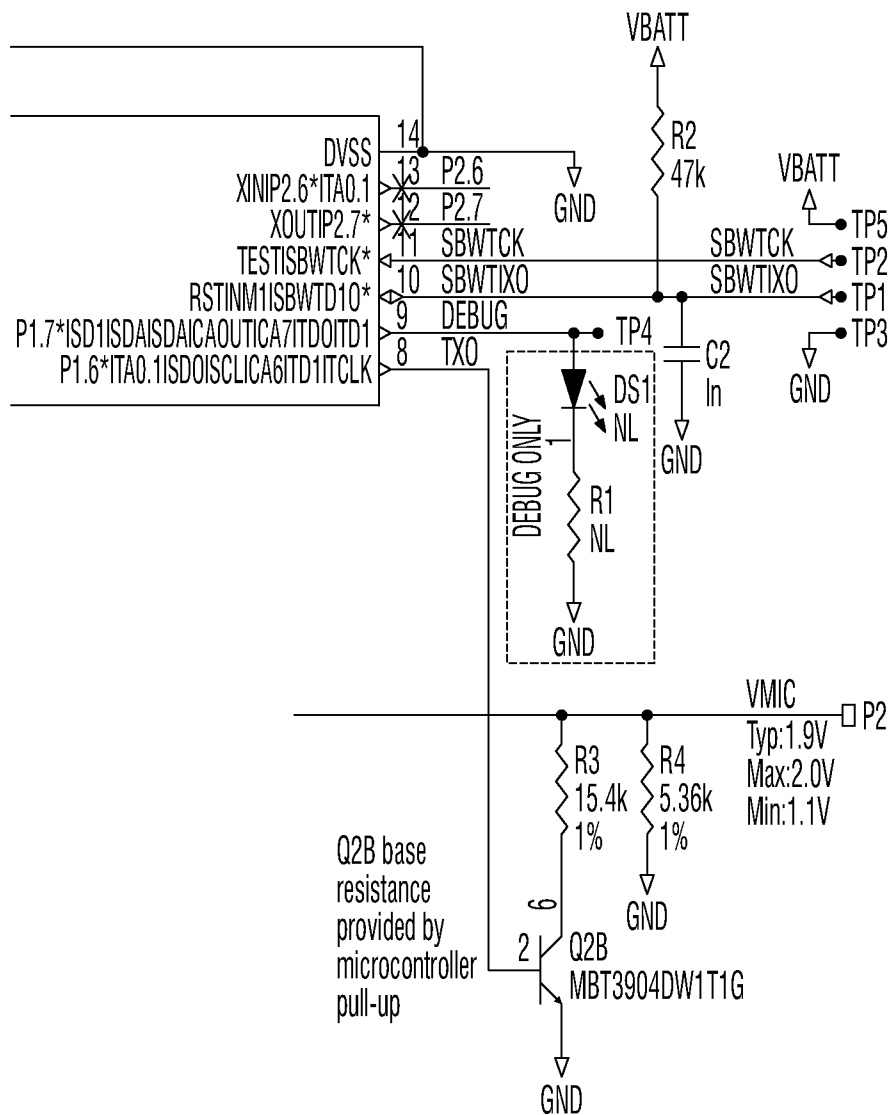 VBATT
R2
47k
VBATT
DVSS
14
GND
XINIP2.6*ITA0.1
13
P2.6
XOUTIP2.7*
12
P2.7
TP5
TESTISBWTCK*
11
SBWTCK
SBWTCK
TP2
RSTINM1ISBWTD10*
10
SBWTIXO
SBWTIXO
TP1
P1.7*ISD1ISDAISDAICAOUTICA7ITDOITD1
9
DEBUG
TP4
TP3
P1.6*ITA0.1ISDOISCLICA6ITD1ITCLK
8
TXO
C2
In
GND
GND
DEBUG ONLY
1
DS1
NL
R1
NL
GND
VMIC
P2
Typ:1.9V
Max:2.0V
Min:1.1V
R3
15.4k
1%
R4
5.36k
1%
GND
Q2B base
resistance
provided by
microcontroller
pull-up
6
2
Q2B
MBT3904DW1T1G
GND